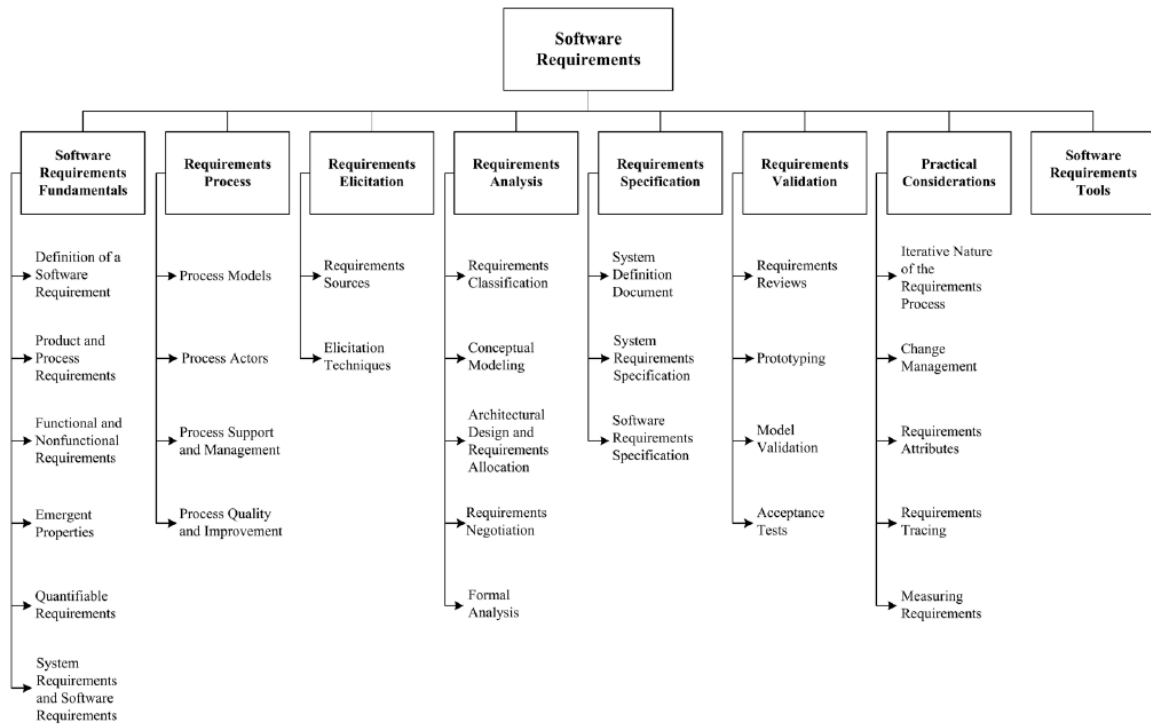 Software
Requirements
Software
Requirements
Fundamentals
Requirements
Process
Requirements
Elicitation
Requirements
Analysis
Requirements
Specification
Requirements
Validation
Practical
Considerations
Software
Requirements
Tools
Definition of a
Software
Requirement
Product and
Process
Requirements
Functional and
Nonfunctional
Requirements
Emergent
Properties
Quantifiable
Requirements
System
Requirements
and Software
Requirements
Process Models
Process Actors
Process Support
and Management
Process Quality
and Improvement
Requirements
Sources
Elicitation
Techniques
Requirements
Classification
Conceptual
Modeling
Architectural
Design and
Requirements
Allocation
Requirements
Negotiation
Formal
Analysis
System
Definition
Document
System
Requirements
Specification
Software
Requirements
Specification
Requirements
Reviews
Prototyping
Model
Validation
Acceptance
Tests
Iterative Nature
of the
Requirements
Process
Change
Management
Requirements
Attributes
Requirements
Tracing
Measuring
Requirements